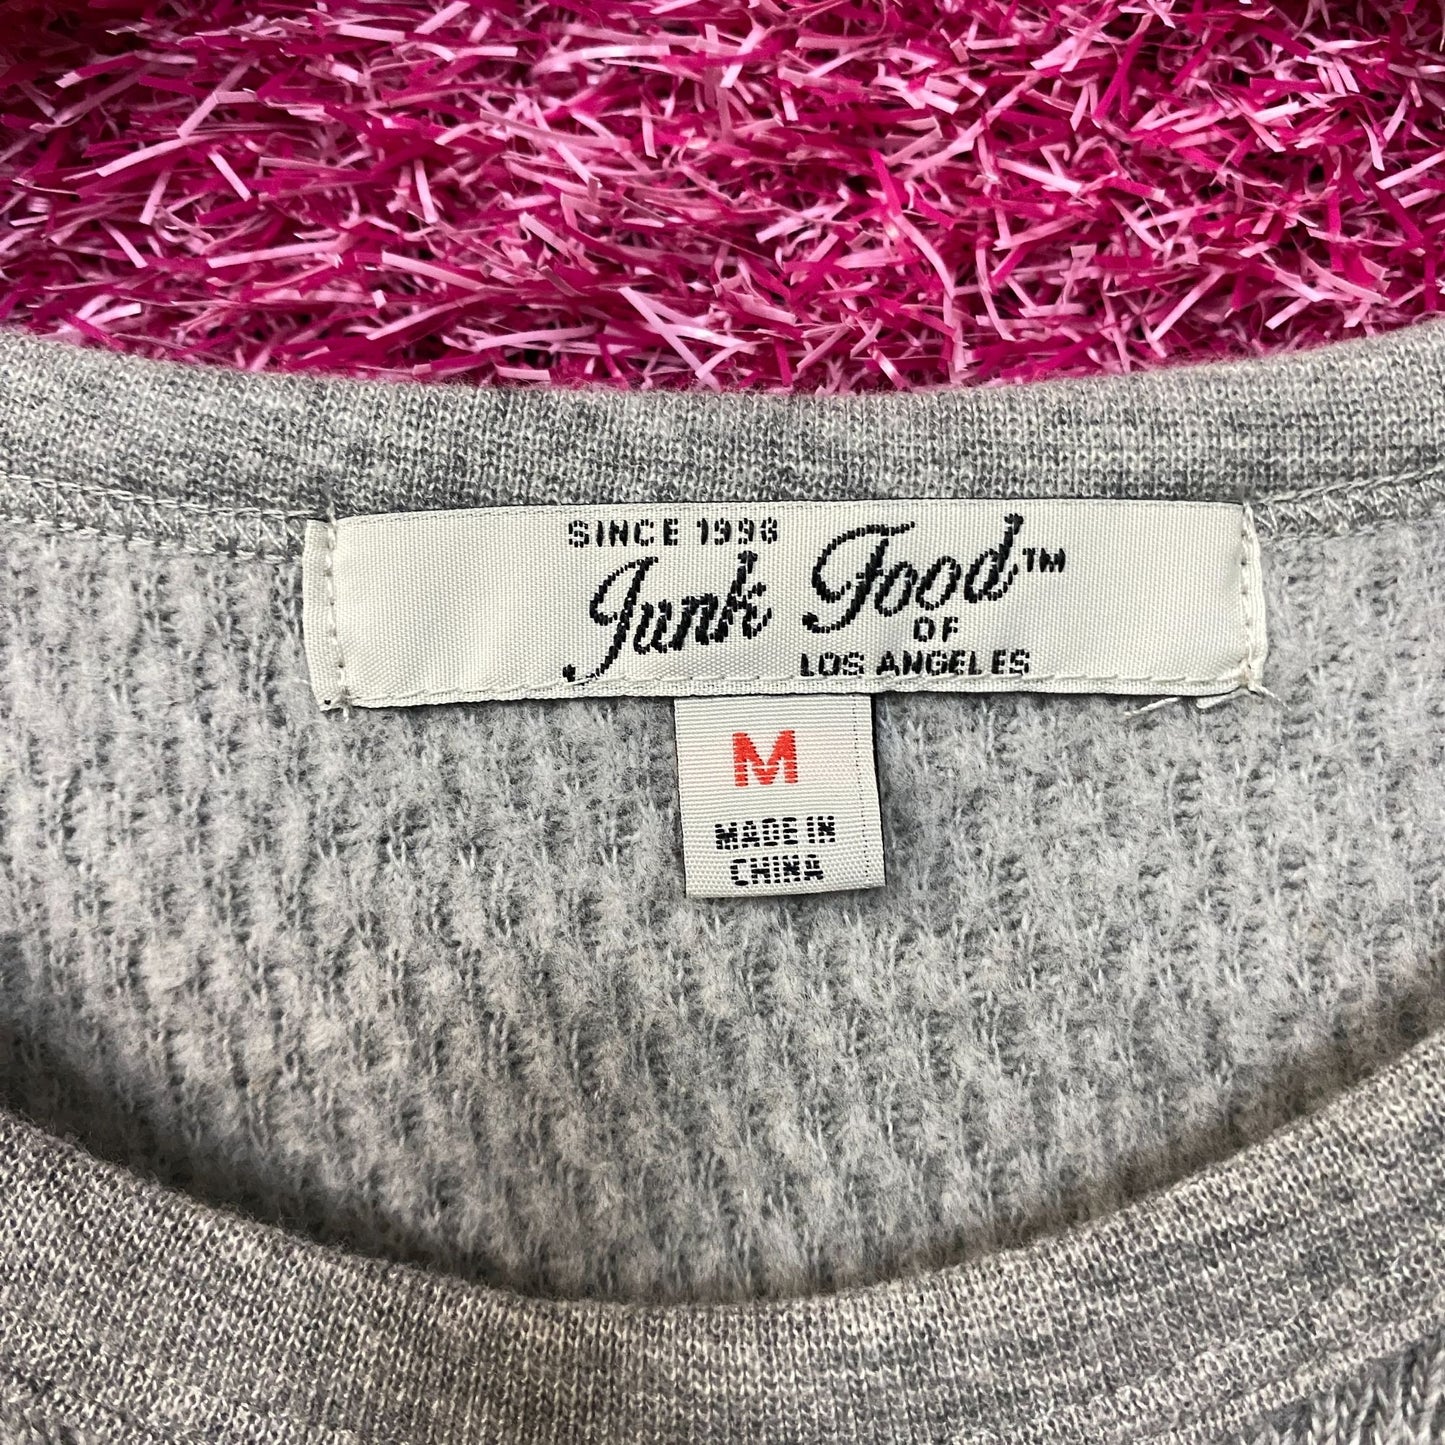 SINCE 1998
Junk Food™
OF
LOS ANGELES
M
MADE IN
CHINA